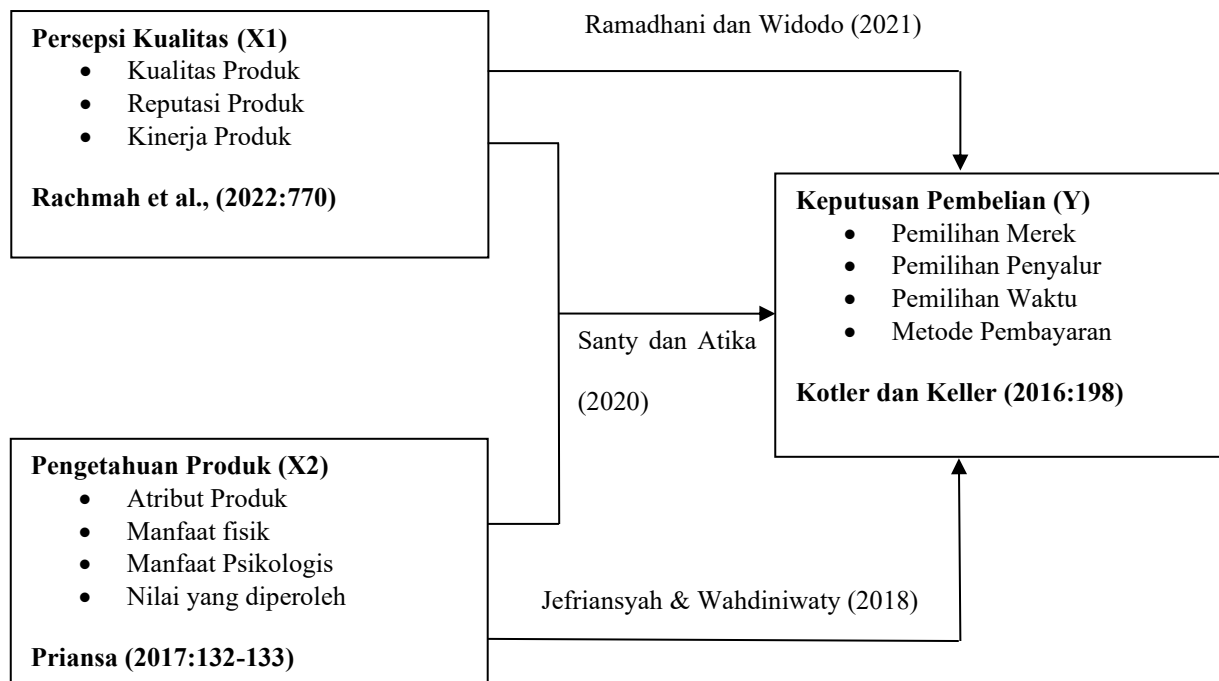 Ramadhani dan Widodo (2021)
Persepsi Kualitas (X1)
• Kualitas Produk
• Reputasi Produk
• Kinerja Produk
Rachmah et al., (2022:770)
Keputusan Pembelian (Y)
• Pemilihan Merek
• Pemilihan Penyalur
• Pemilihan Waktu
• Metode Pembayaran
Kotler dan Keller (2016:198)
Santy dan Atika
(2020)
Pengetahuan Produk (X2)
• Atribut Produk
• Manfaat fisik
• Manfaat Psikologis
• Nilai yang diperoleh
Priansa (2017:132-133)
Jefriansyah & Wahdiniwaty (2018)